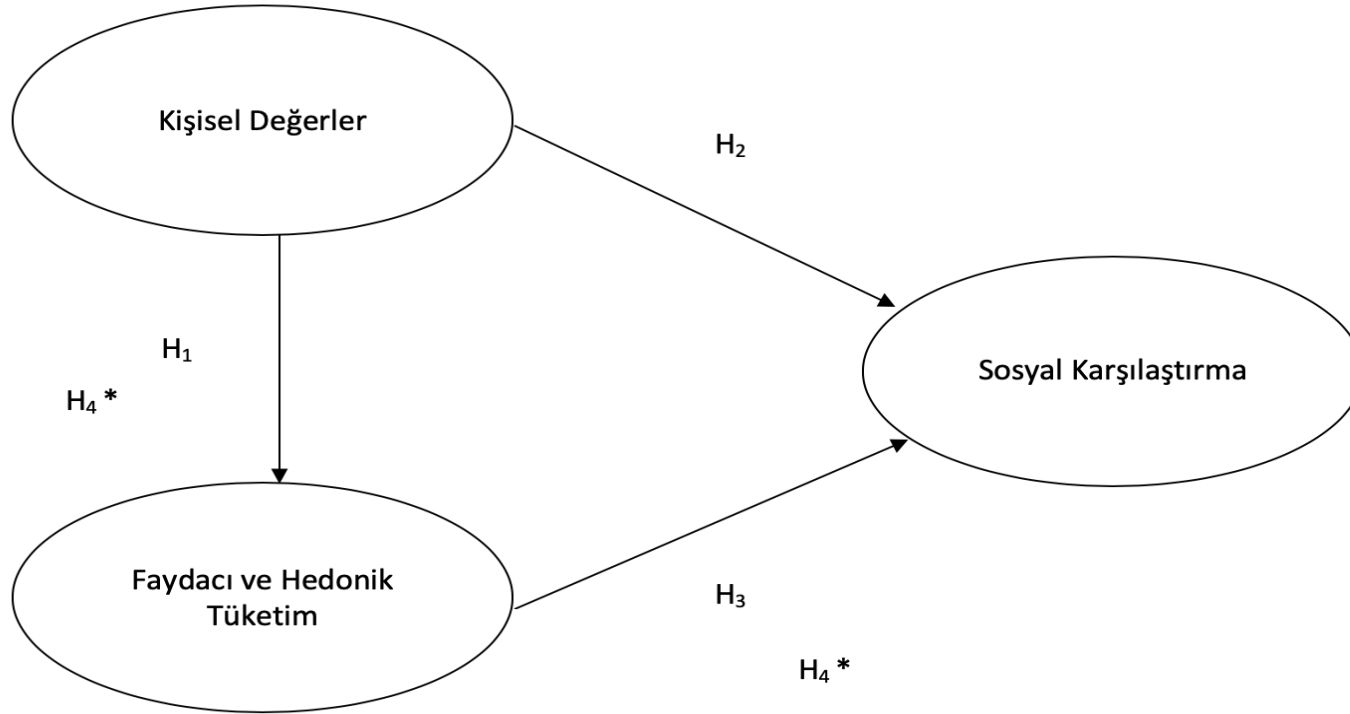 Kişisel Değerler
H₂
H₁
Sosyal Karşılaştırma
H₄ *
Faydacı ve Hedonik
Tüketim
H₃
H₄ *